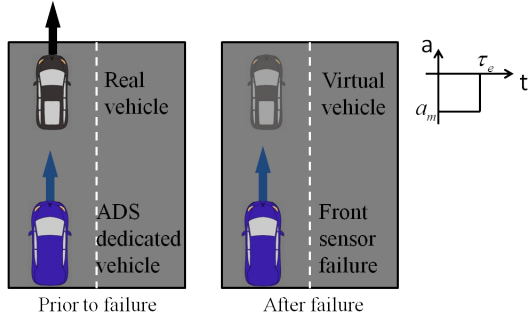 Real
vehicle
ADS
dedicated
vehicle
Prior to failure
Virtual
vehicle
Front
sensor
failure
After failure
a
τe
t
am